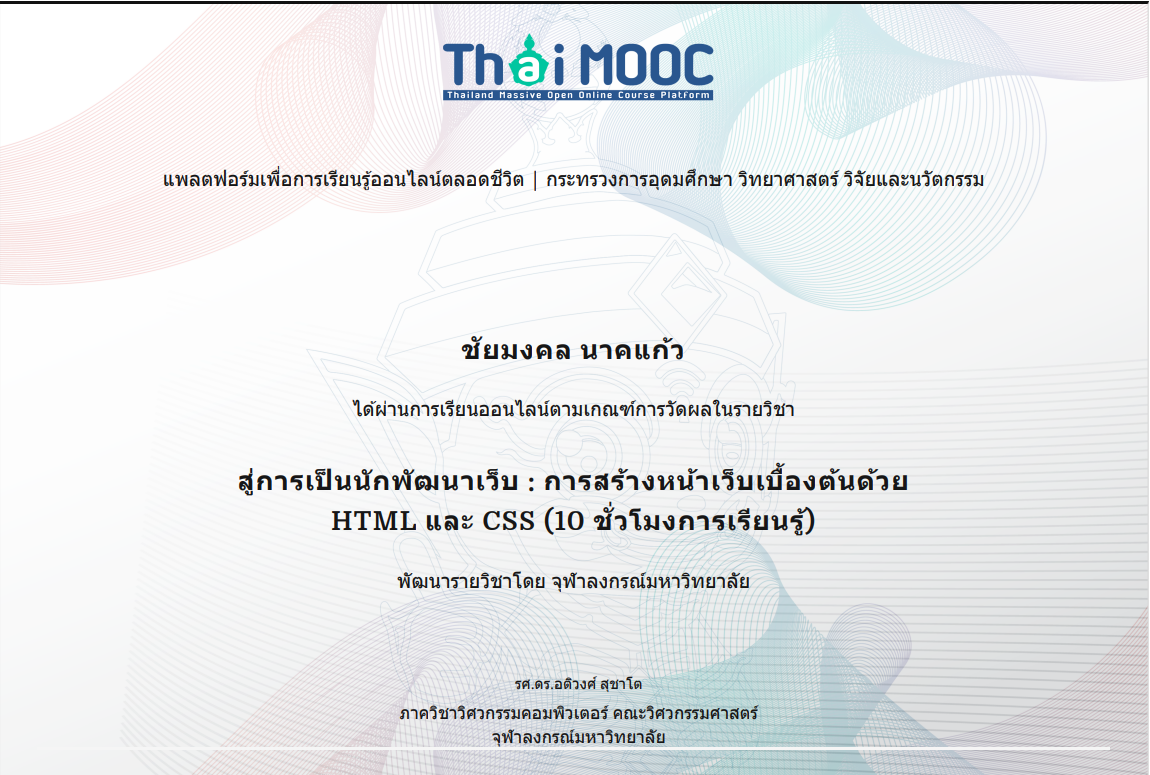 Thai MOOC
Thailand Massive Open Online Course Platform
แพลตฟอร์มเพื่อการเรียนรู้ออนไลน์ตลอดชีวิต | กระทรวงการอุดมศึกษา วิทยาศาสตร์ วิจัยและนวัตกรรม
ชัยมงคล นาคแก้ว
ได้ผ่านการเรียนออนไลน์ตามเกณฑ์การวัดผลในรายวิชา
สู่การเป็นนักพัฒนาเว็บ : การสร้างหน้าเว็บเบื้องต้นด้วย
HTML และ CSS (10 ชั่วโมงการเรียนรู้)
พัฒนารายวิชาโดย จุฬาลงกรณ์มหาวิทยาลัย
รศ.ดร.อติวงศ์ สุชาโต
ภาควิชาวิศวกรรมคอมพิวเตอร์ คณะวิศวกรรมศาสตร์
จุฬาลงกรณ์มหาวิทยาลัย